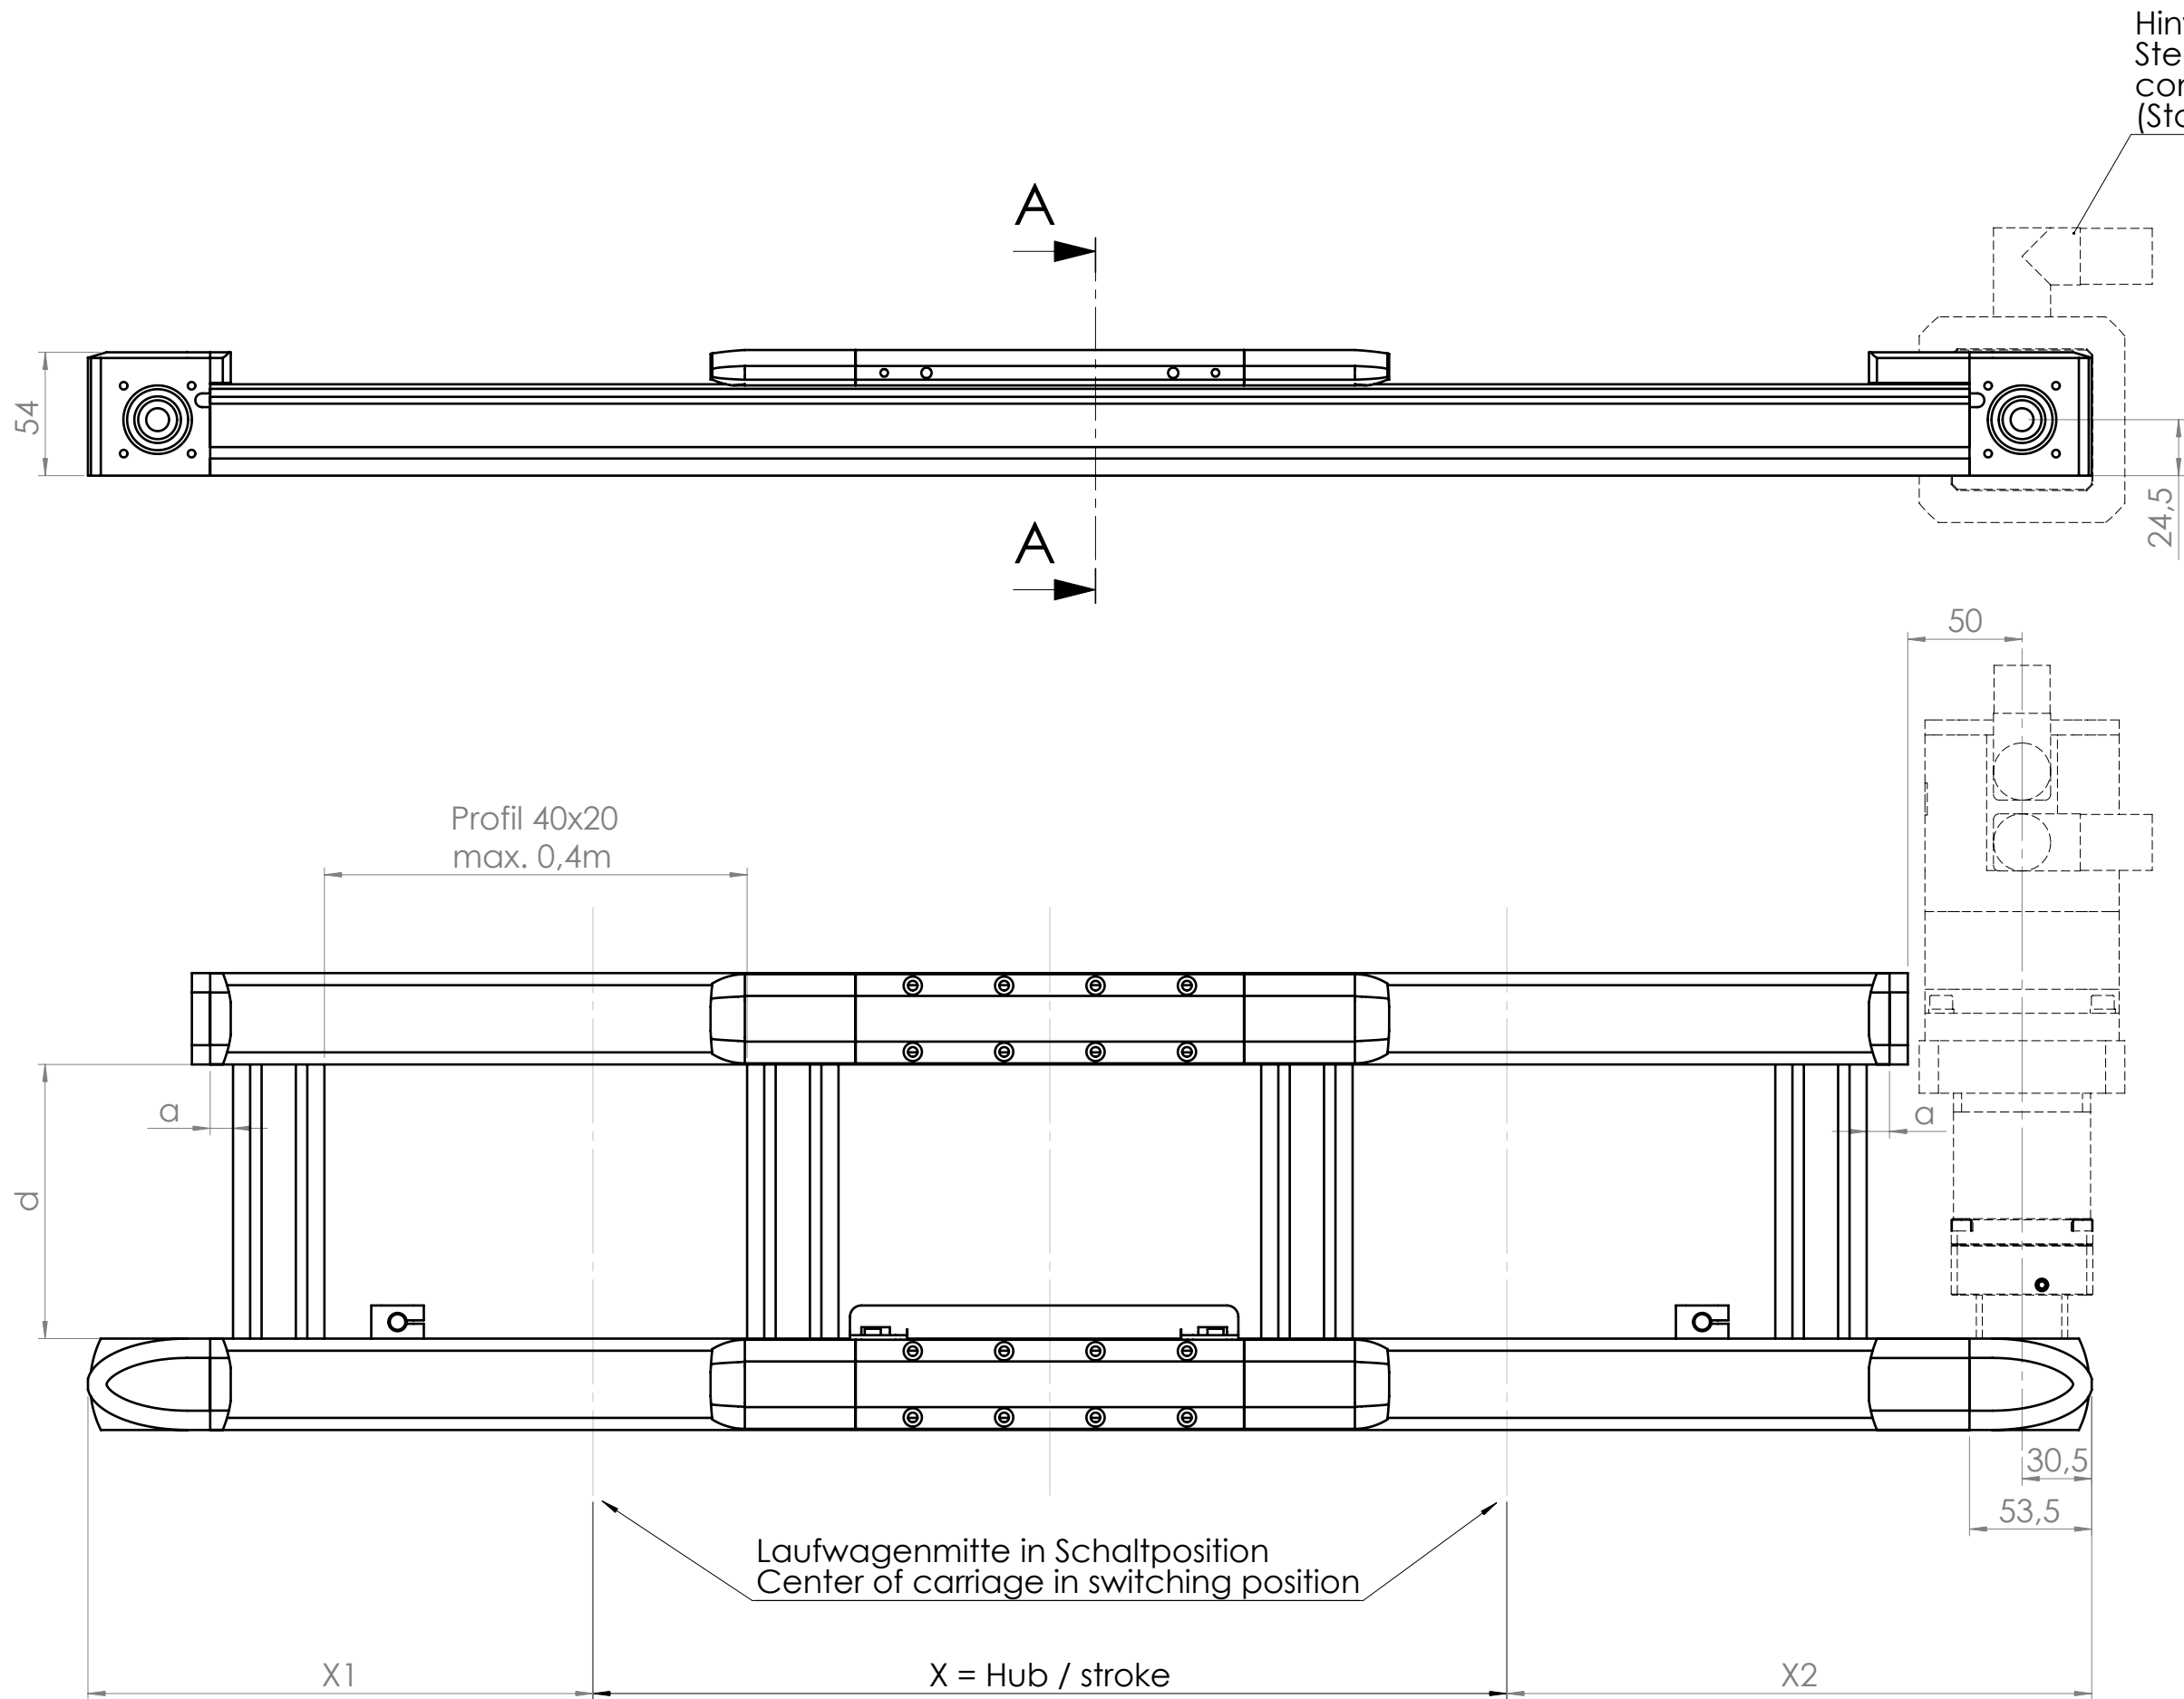 A
54
A
24,5
50
Profil 40x20
max. 0,4m
a
a
d
30,5
53,5
Laufwagenmitte in Schaltposition
Center of carriage in switching position
X1
X = Hub / stroke
X2